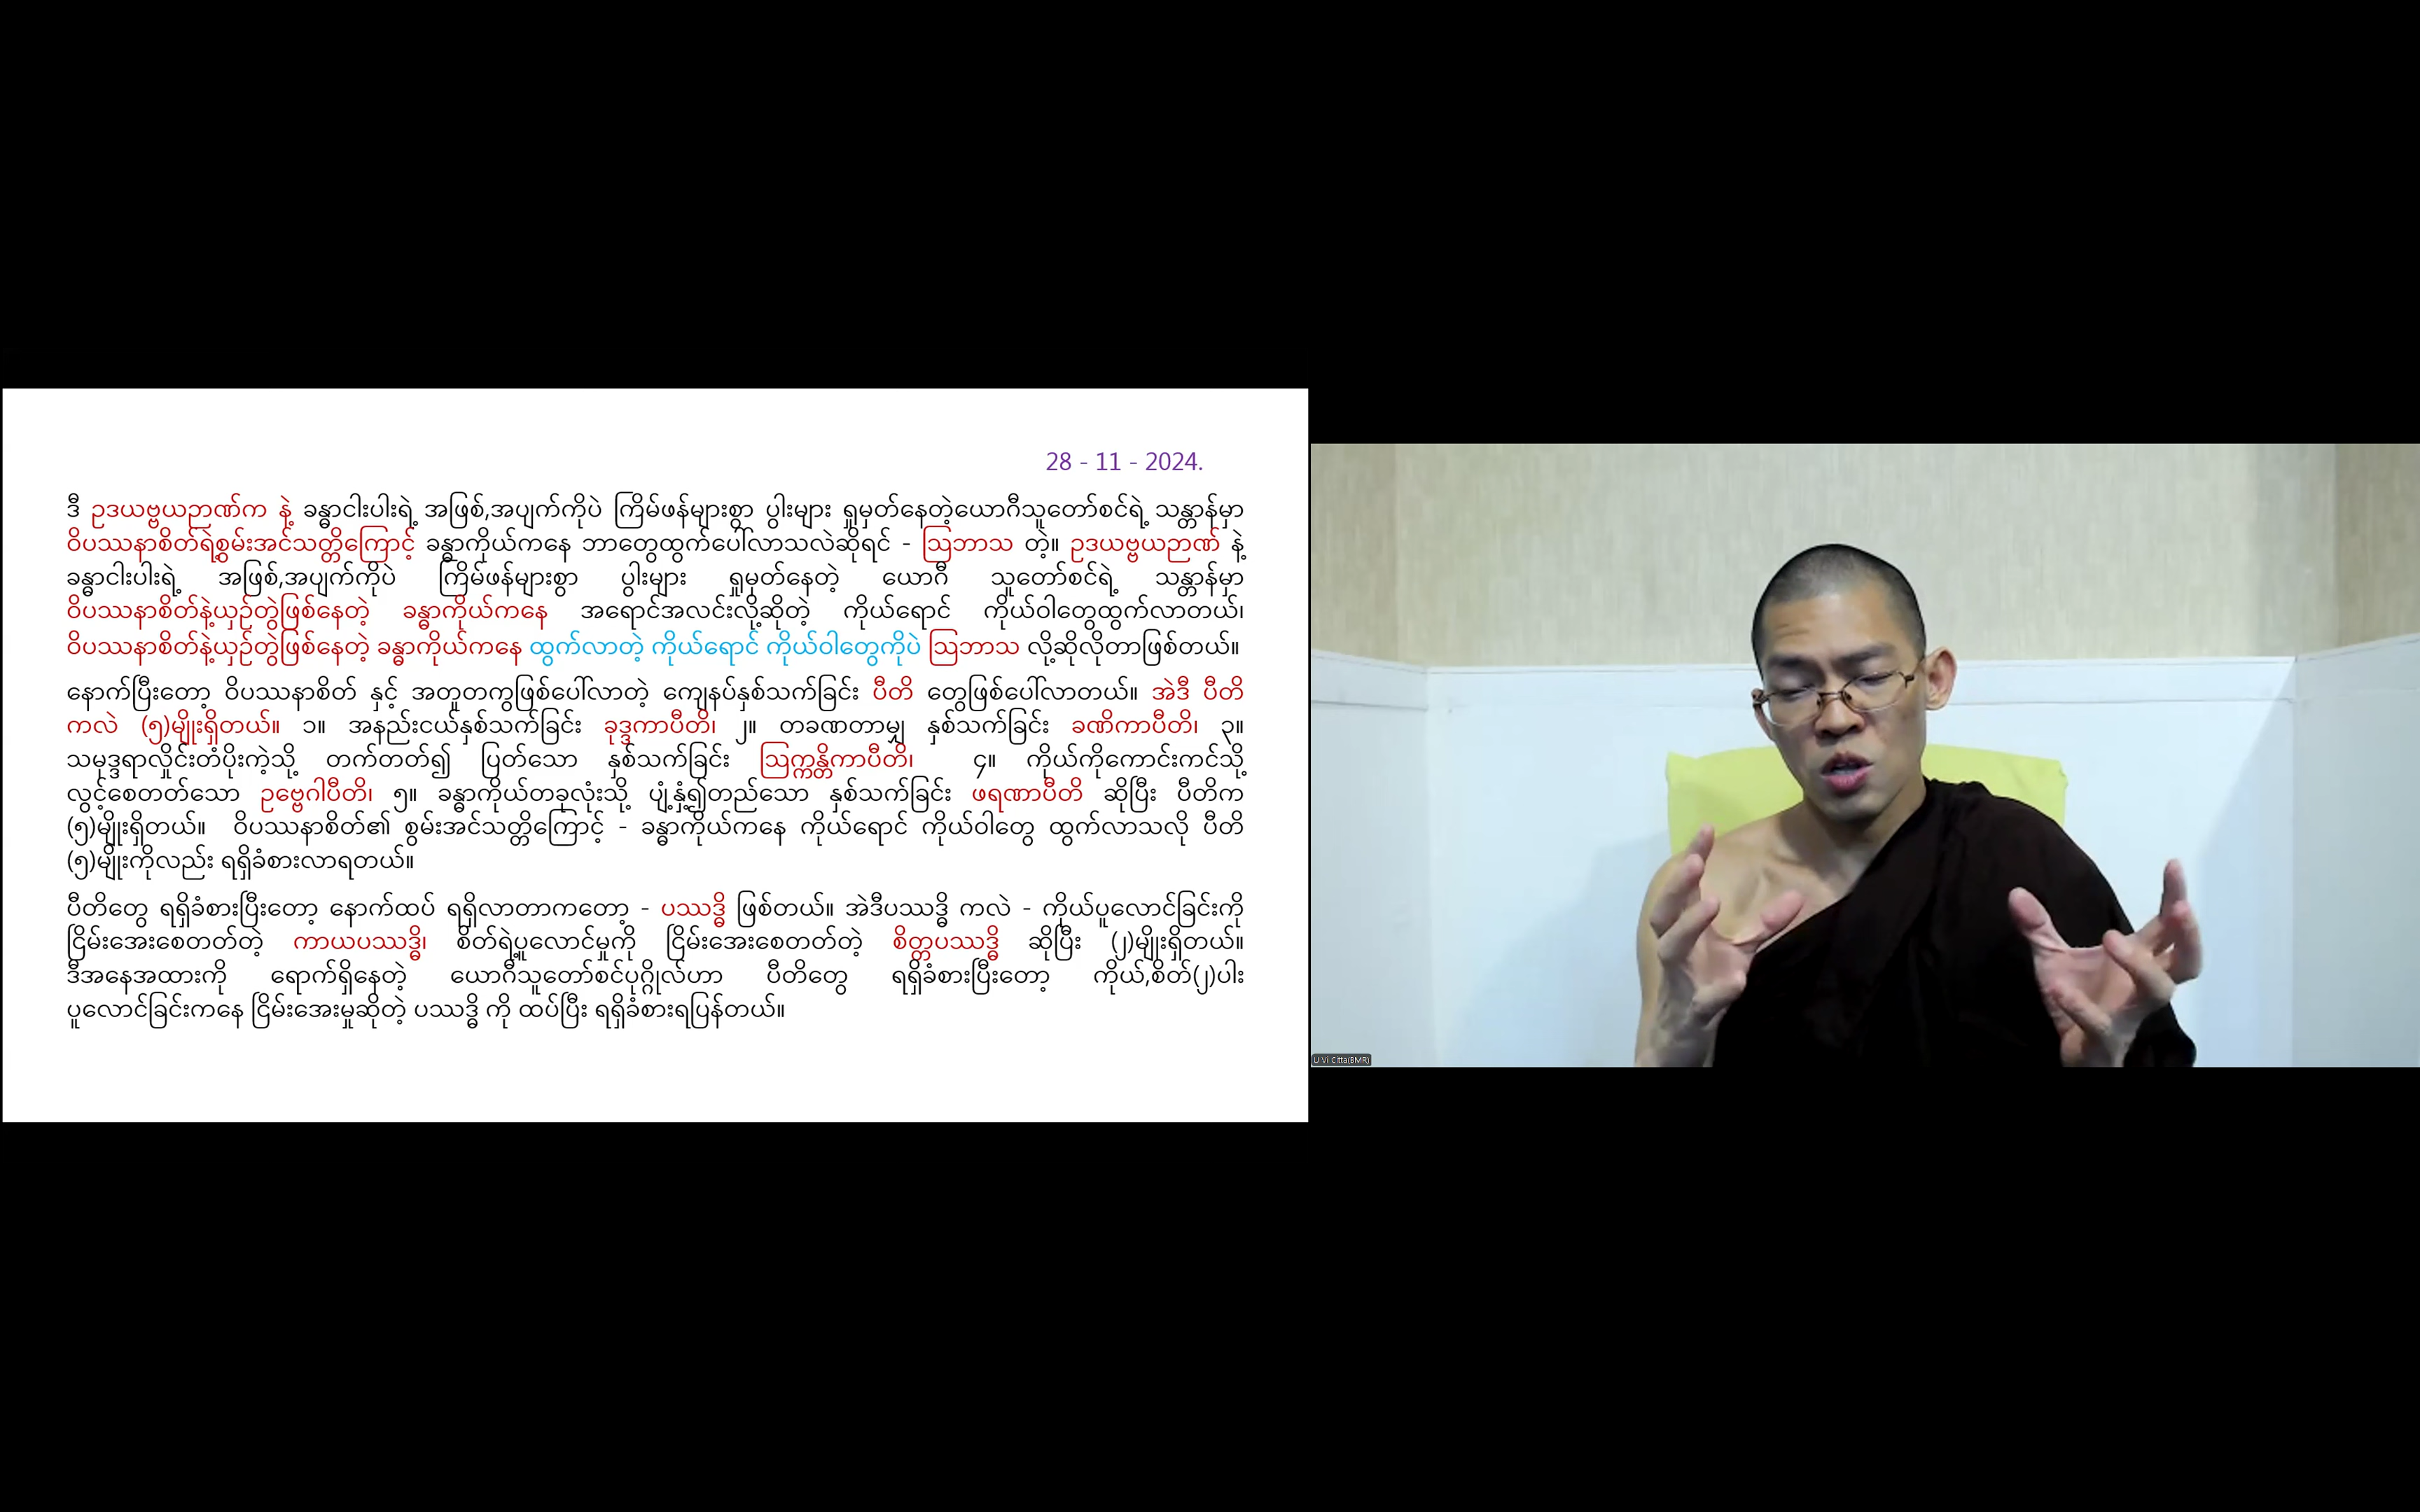 28 - 11 - 2024.
ဒီ ဥဒယဗ္ဗယဉာဏ်က နဲ့ ခန္ဓာငါးပါးရဲ့ အဖြစ်,အပျက်ကိုပဲ ကြိမ်ဖန်များစွာ ပွါးများ ရှုမှတ်နေတဲ့ယောဂီသူတော်စင်ရဲ့ သန္တာန်မှာ
ဝိပဿနာစိတ်ရဲ့စွမ်းအင်သတ္တိကြောင့် ခန္ဓာကိုယ်ကနေ ဘာတွေထွက်ပေါ်လာသလဲဆိုရင် - ဩဘာသ တဲ့။ ဥဒယဗ္ဗယဉာဏ် နဲ့
ခန္ဓာငါးပါးရဲ့ အဖြစ်,အပျက်ကိုပဲ ကြိမ်ဖန်များစွာ ပွါးများ ရှုမှတ်နေတဲ့ ယောဂီ သူတော်စင်ရဲ့ သန္တာန်မှာ
ဝိပဿနာစိတ်နဲ့ယှဉ်တွဲဖြစ်နေတဲ့ ခန္ဓာကိုယ်ကနေ အရောင်အလင်းလို့ဆိုတဲ့ ကိုယ်ရောင် ကိုယ်ဝါတွေထွက်လာတယ်၊
ဝိပဿနာစိတ်နဲ့ယှဉ်တွဲဖြစ်နေတဲ့ ခန္ဓာကိုယ်ကနေ ထွက်လာတဲ့ ကိုယ်ရောင် ကိုယ်ဝါတွေကိုပဲ ဩဘာသ လို့ဆိုလိုတာဖြစ်တယ်။
နောက်ပြီးတော့ ဝိပဿနာစိတ် နှင့် အတူတကွဖြစ်ပေါ်လာတဲ့ ကျေနပ်နှစ်သက်ခြင်း ပီတိ တွေဖြစ်ပေါ်လာတယ်။ အဲဒီ ပီတိ
ကလဲ (၅)မျိုးရှိတယ်။ ၁။ အနည်းငယ်နှစ်သက်ခြင်း ခုဒ္ဒကာပီတိ၊ ၂။ တခဏတာမျှ နှစ်သက်ခြင်း ခဏိကာပီတိ၊ ၃။
သမုဒ္ဒရာလှိုင်းတံပိုးကဲ့သို့ တက်တတ်၍ ပြတ်သော နှစ်သက်ခြင်း ဩက္ကန္တိကာပီတိ၊ ၄။ ကိုယ်ကိုကောင်းကင်သို့
လွင့်စေတတ်သော ဥဗ္ဗေဂါပီတိ၊ ၅။ ခန္ဓာကိုယ်တခုလုံးသို့ ပျံ့နှံ့၍တည်သော နှစ်သက်ခြင်း ဖရဏာပီတိ ဆိုပြီး ပီတိက
(၅)မျိုးရှိတယ်။ ဝိပဿနာစိတ်၏ စွမ်းအင်သတ္တိကြောင့် - ခန္ဓာကိုယ်ကနေ ကိုယ်ရောင် ကိုယ်ဝါတွေ ထွက်လာသလို ပီတိ
(၅)မျိုးကိုလည်း ရရှိခံစားလာရတယ်။
ပီတိတွေ ရရှိခံစားပြီးတော့ နောက်ထပ် ရရှိလာတာကတော့ - ပဿဒ္ဓိ ဖြစ်တယ်။ အဲဒီပဿဒ္ဓိ ကလဲ - ကိုယ်ပူလောင်ခြင်းကို
ငြိမ်းအေးစေတတ်တဲ့ ကာယပဿဒ္ဓိ၊ စိတ်ရဲ့ပူလောင်မှုကို ငြိမ်းအေးစေတတ်တဲ့ စိတ္တပဿဒ္ဓိ ဆိုပြီး (၂)မျိုးရှိတယ်။
ဒီအနေအထားကို ရောက်ရှိနေတဲ့ ယောဂီသူတော်စင်ပုဂ္ဂိုလ်ဟာ ပီတိတွေ ရရှိခံစားပြီးတော့ ကိုယ်,စိတ်(၂)ပါး
ပူလောင်ခြင်းကနေ ငြိမ်းအေးမှုဆိုတဲ့ ပဿဒ္ဓိ ကို ထပ်ပြီး ရရှိခံစားရပြန်တယ်။
U Vi Citta(BMR)